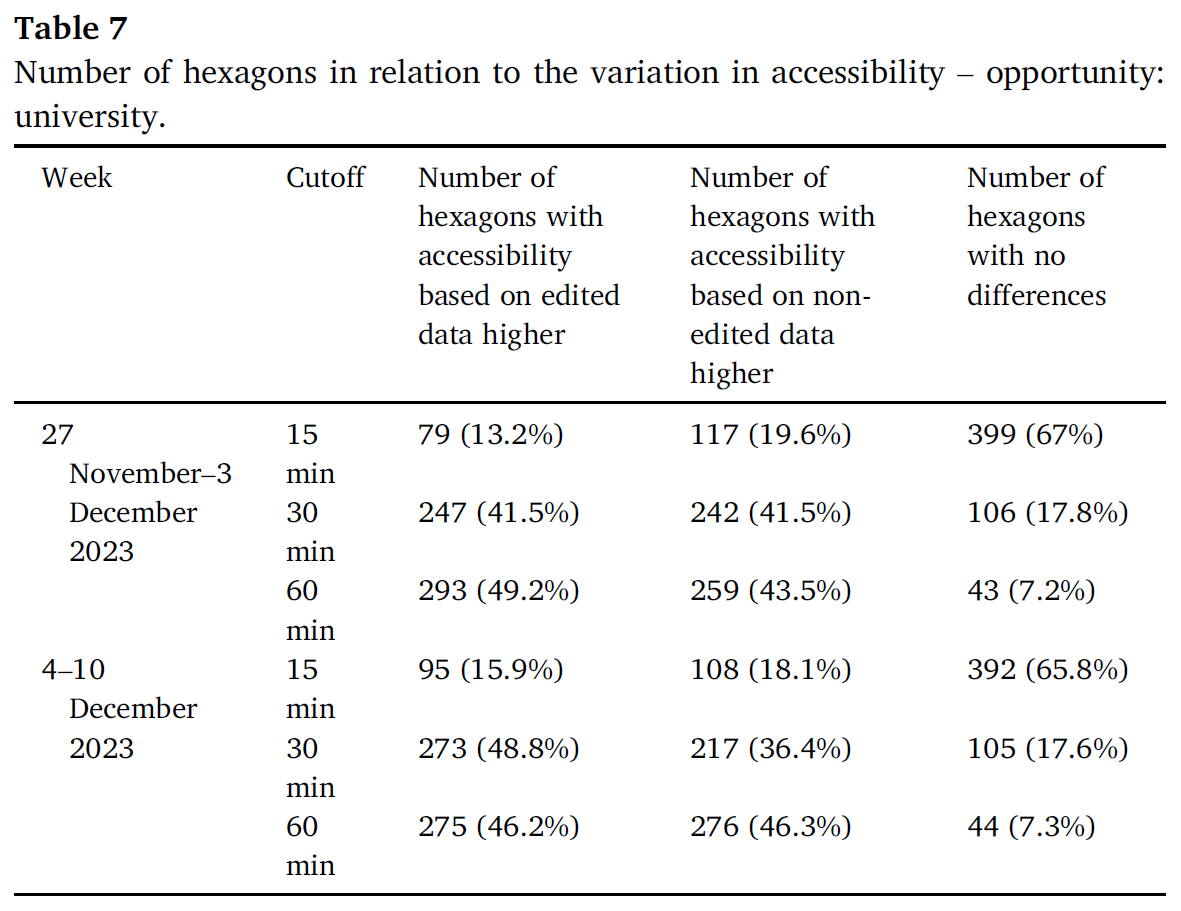 Table 7
Number of hexagons in relation to the variation in accessibility – opportunity:
university.
Week Cutoff Number of Number of Number of
hexagons with hexagons with hexagons
accessibility accessibility with no
based on edited based on non- differences
data higher edited data
higher
27 15 79 (13.2%) 117 (19.6%) 399 (67%)
November–3 min
December 30 247 (41.5%) 242 (41.5%) 106 (17.8%)
2023 min
60 293 (49.2%) 259 (43.5%) 43 (7.2%)
min
4–10 15 95 (15.9%) 108 (18.1%) 392 (65.8%)
December min
2023 30 273 (48.8%) 217 (36.4%) 105 (17.6%)
min
60 275 (46.2%) 276 (46.3%) 44 (7.3%)
min